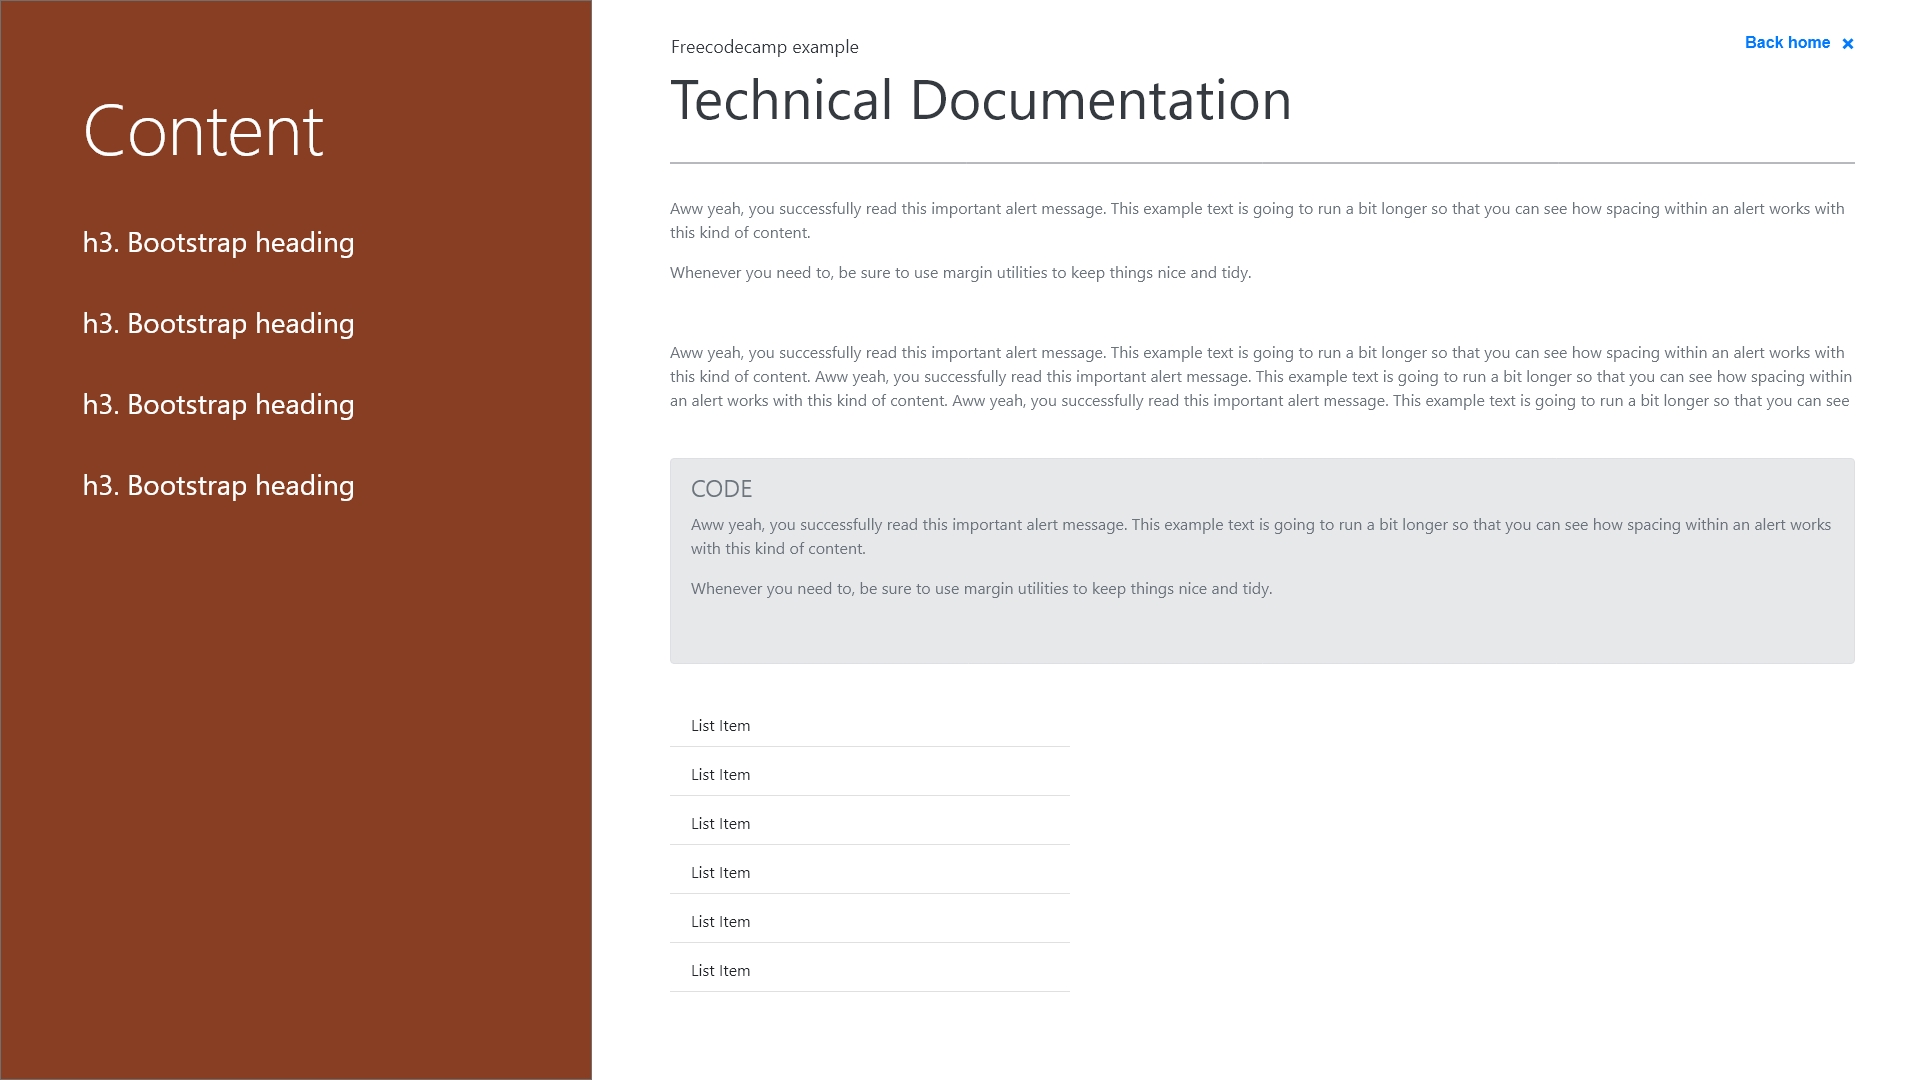 Content
h3. Bootstrap heading
h3. Bootstrap heading
h3. Bootstrap heading
h3. Bootstrap heading
Freecodecamp example
Back home ×
Technical Documentation
Aww yeah, you successfully read this important alert message. This example text is going to run a bit longer so that you can see how spacing within an alert works with
this kind of content.
Whenever you need to, be sure to use margin utilities to keep things nice and tidy.
Aww yeah, you successfully read this important alert message. This example text is going to run a bit longer so that you can see how spacing within an alert works with
this kind of content. Aww yeah, you successfully read this important alert message. This example text is going to run a bit longer so that you can see how spacing within
an alert works with this kind of content. Aww yeah, you successfully read this important alert message. This example text is going to run a bit longer so that you can see
CODE
Aww yeah, you successfully read this important alert message. This example text is going to run a bit longer so that you can see how spacing within an alert works
with this kind of content.
Whenever you need to, be sure to use margin utilities to keep things nice and tidy.
List Item
List Item
List Item
List Item
List Item
List Item